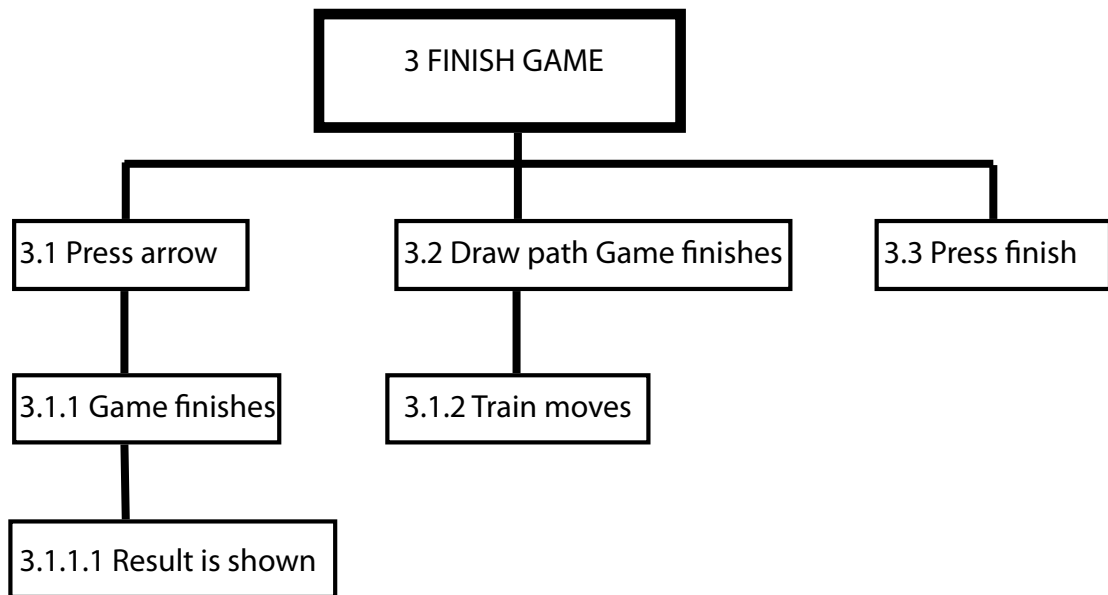 3 FINISH GAME
3.1 Press arrow
3.2 Draw path Game finishes
3.3 Press finish
3.1.1 Game finishes
3.1.2 Train moves
3.1.1.1 Result is shown